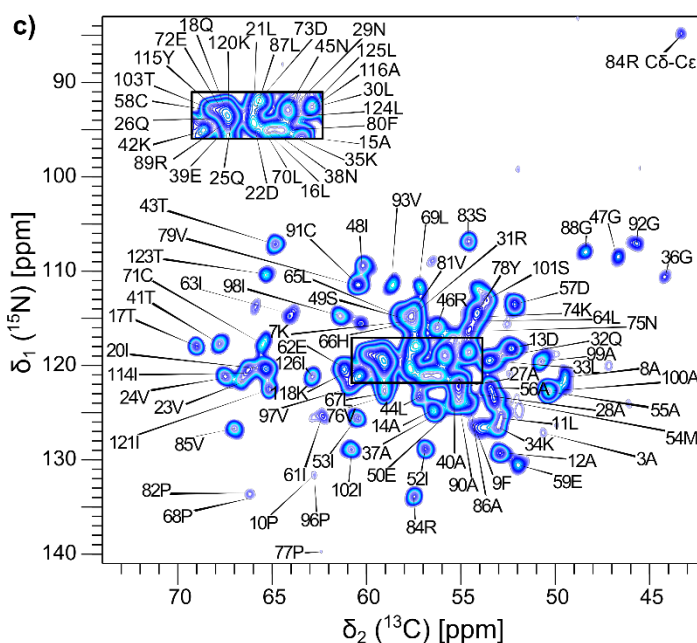 c)
18Q 21L 73D 29N
72E 120K 87L 45N 125L
115Y 116A
103T 30L
58C 124L
26Q 80F
42K 15A
89R 35K
39E 25Q 70L 38N
22D 16L
84R Cδ-Cε
43T 93V 69L 83S 88G 47G 92G
79V 91C 48I 31R 36G
123T 81V 78Y 101S
71C 63I 65L 57D
41T 98I 46R 74K
17T 49S 64L
7K 75N
20I 62E 66H 13D 32Q
114I 126I 99A
24V 118K 27A 33L 8A
23V 97V 67L 44L 56A 100A
121I 76V 14A 28A 55A
85V 53I 37A 11L 54M
61I 50E 40A 34K 3A
82P 10P 102I 52I 90A 9F 12A
68P 96P 84R 86A 59E
77P
90
100
110
120
130
140
δ₁ (¹⁵N) [ppm]
70 65 60 55 50 45
δ₂ (¹³C) [ppm]